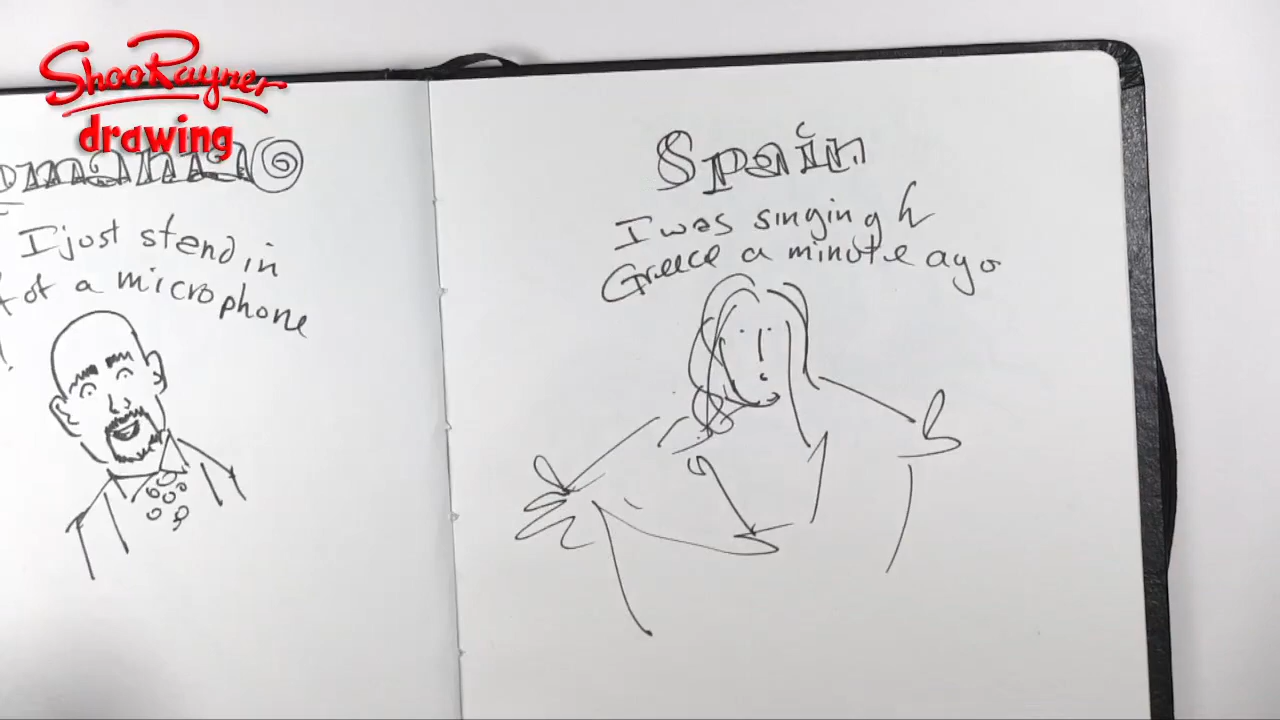 ShooRayner
drawing
I just stend in
of a microphone
Spain
I was singing h
Greece a minute ago